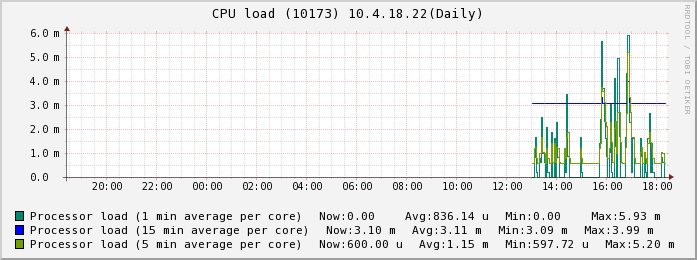 CPU load (10173) 10.4.18.22(Daily)
RRDTOOL / TOBI OETIKER
6.0 m
5.0 m
4.0 m
3.0 m
2.0 m
1.0 m
0.0
20:00 22:00 00:00 02:00 04:00 06:00 08:00 10:00 12:00 14:00 16:00 18:00
Processor load (1 min average per core) Now:0.00 Avg:836.14 u Min:0.00 Max:5.93 m
Processor load (15 min average per core) Now:3.10 m Avg:3.11 m Min:3.09 m Max:3.99 m
Processor load (5 min average per core) Now:600.00 u Avg:1.15 m Min:597.72 u Max:5.20 m